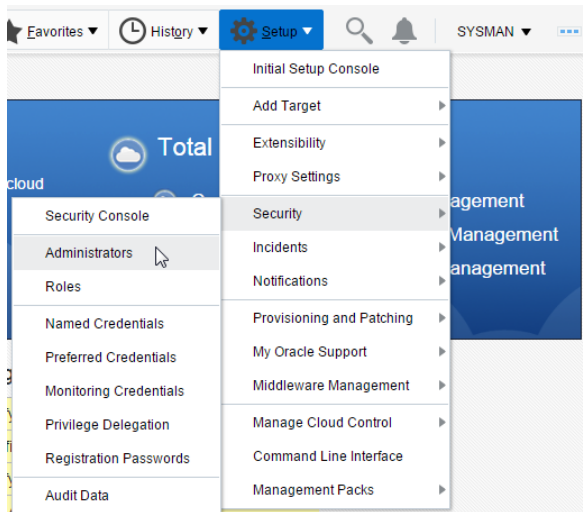 Favorites ▼ History ▼ Setup ▼ SYSMAN ▼
Initial Setup Console
Add Target
Extensibility
Proxy Settings
Security
Incidents
Notifications
Provisioning and Patching
My Oracle Support
Middleware Management
Manage Cloud Control
Command Line Interface
Management Packs
Security Console
Administrators
Roles
Named Credentials
Preferred Credentials
Monitoring Credentials
Privilege Delegation
Registration Passwords
Audit Data
Total
cloud
agement
Management
anagement